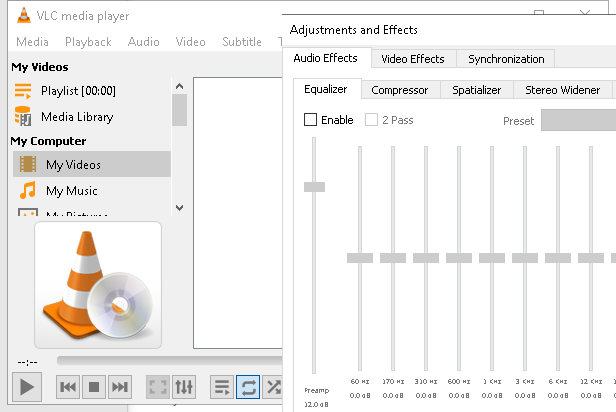 VLC media player
Media Playback Audio Video Subtitle
My Videos
Playlist [00:00]
Media Library
My Computer
My Videos
My Music
My Pictures
--:--
Adjustments and Effects
Audio Effects Video Effects Synchronization
Equalizer Compressor Spatializer Stereo Widener
Enable 2 Pass Preset
60 Hz 170 Hz 310 Hz 600 Hz 1 KHz 3 KHz 6 KHz 12 KHz
Preamp 0.0 dB 0.0 dB 0.0 dB 0.0 dB 0.0 dB 0.0 dB 0.0 dB 0.0
12.0 dB